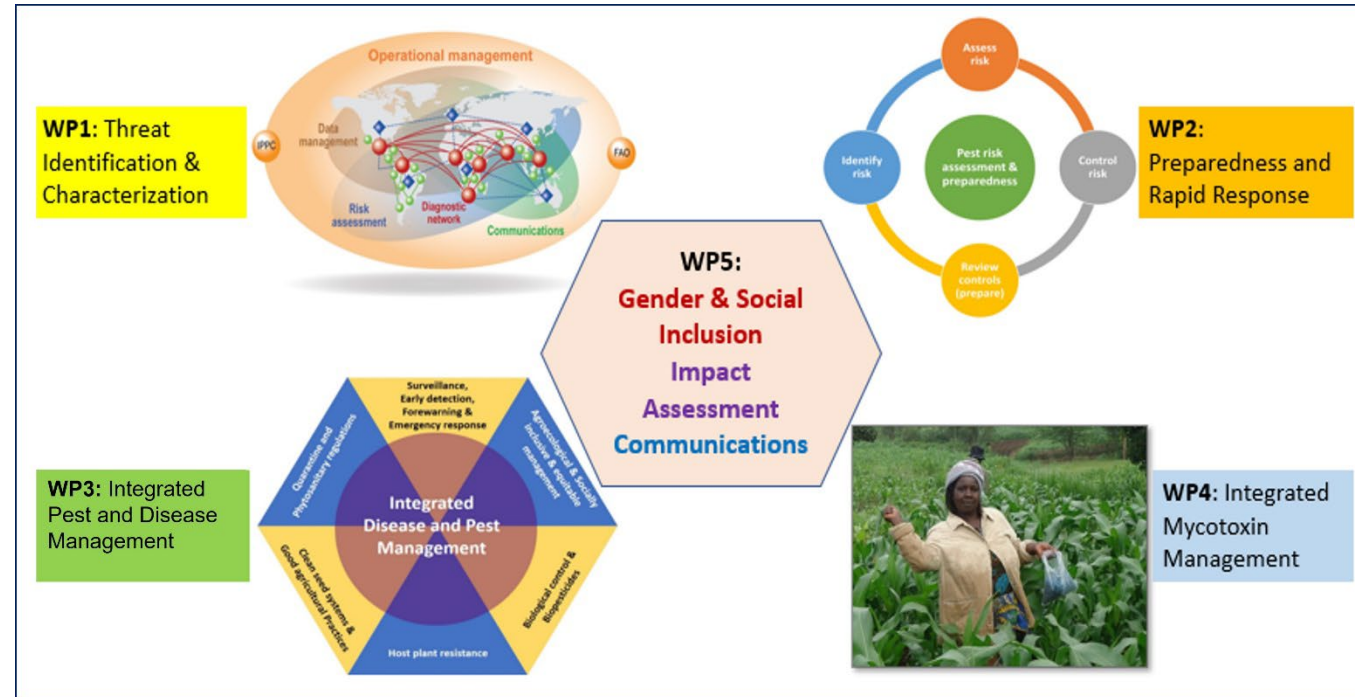 Operational management
Data
management
IPPC
FAO
Risk
assessment
Diagnostic
network
Communications
WP1: Threat
Identification &
Characterization
Assess
risk
Identify
risk
Pest risk
assessment &
preparedness
Control
risk
Review
controls
(prepare)
WP2:
Preparedness and
Rapid Response
WP5:
Gender & Social
Inclusion
Impact
Assessment
Communications
WP3: Integrated
Pest and Disease
Management
Surveillance,
Early detection,
Forewarning &
Emergency response
Quarantine and
Phytosanitary regulations
Agroecological & Socially
inclusive & equitable
management
Integrated
Disease and Pest
Management
Clean seed systems &
Good agricultural Practices
Biological control &
Biopesticides
Host plant resistance
WP4: Integrated
Mycotoxin
Management